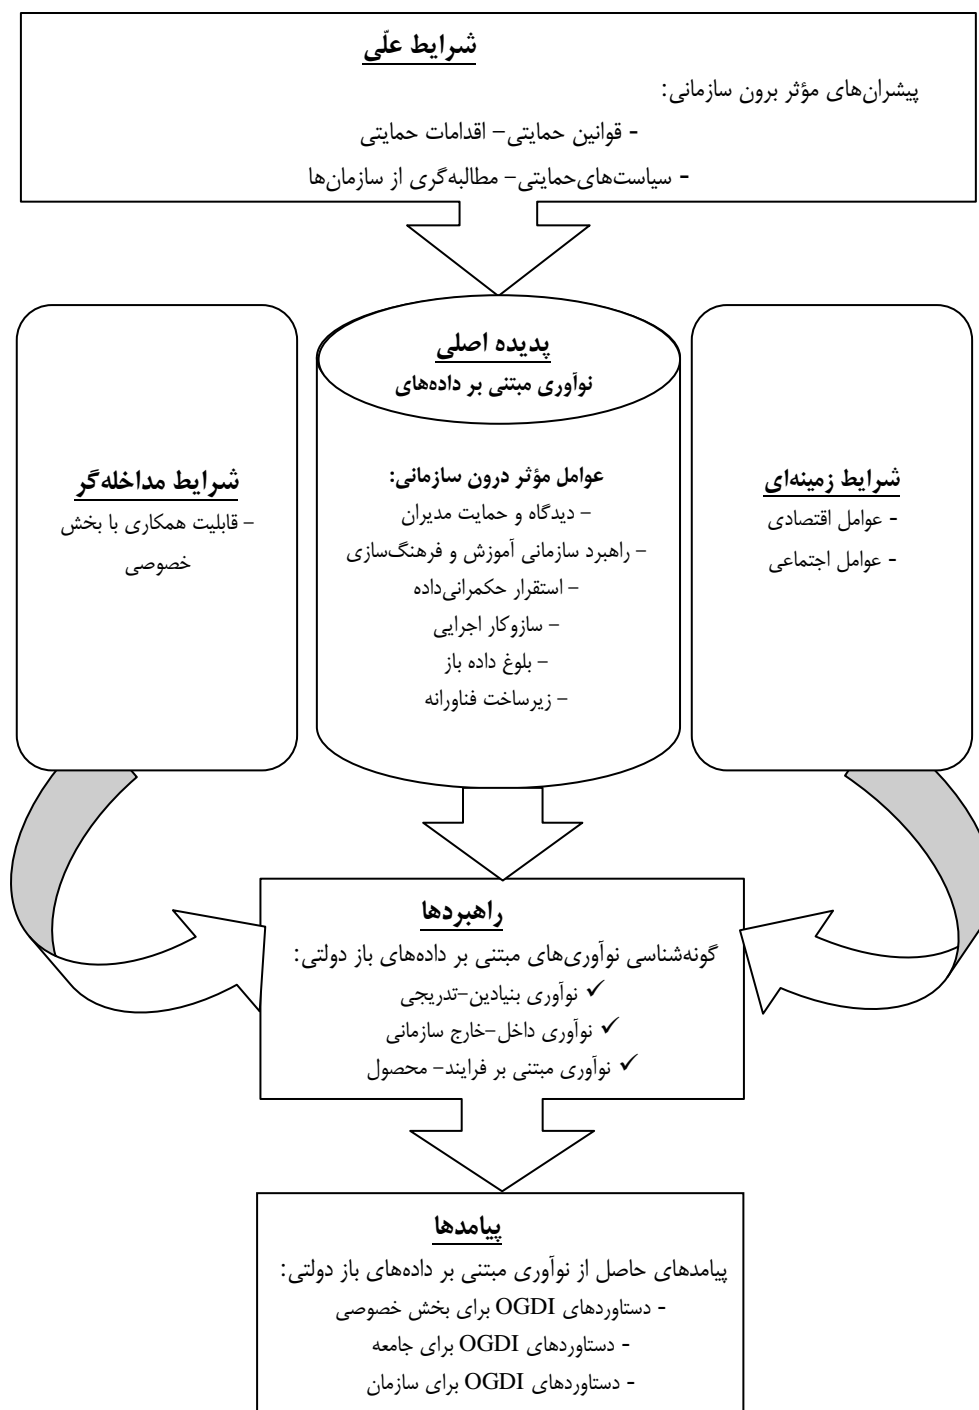 شرایط علّی
پیشران‌های مؤثر برون سازمانی:
- قوانین حمایتی– اقدامات حمایتی
- سیاست‌های‌حمایتی– مطالبه‌گری از سازمان‌ها
پدیده اصلی
نوآوری مبتنی بر داده‌های
عوامل مؤثر درون سازمانی:
– دیدگاه و حمایت مدیران
– راهبرد سازمانی آموزش و فرهنگ‌سازی
– استقرار حکمرانی‌داده
– سازوکار اجرایی
– بلوغ داده باز
– زیرساخت فناورانه
شرایط زمینه‌ای
- عوامل اقتصادی
- عوامل اجتماعی
شرایط مداخله‌گر
– قابلیت همکاری با بخش
خصوصی
راهبردها
گونه‌شناسی نوآوری‌های مبتنی بر داده‌های باز دولتی:
✓ نوآوری بنیادین–تدریجی
✓ نوآوری داخل–خارج سازمانی
✓ نوآوری مبتنی بر فرایند– محصول
پیامدها
پیامدهای حاصل از نوآوری مبتنی بر داده‌های باز دولتی:
- دستاوردهای OGDI برای بخش خصوصی
- دستاوردهای OGDI برای جامعه
- دستاوردهای OGDI برای سازمان